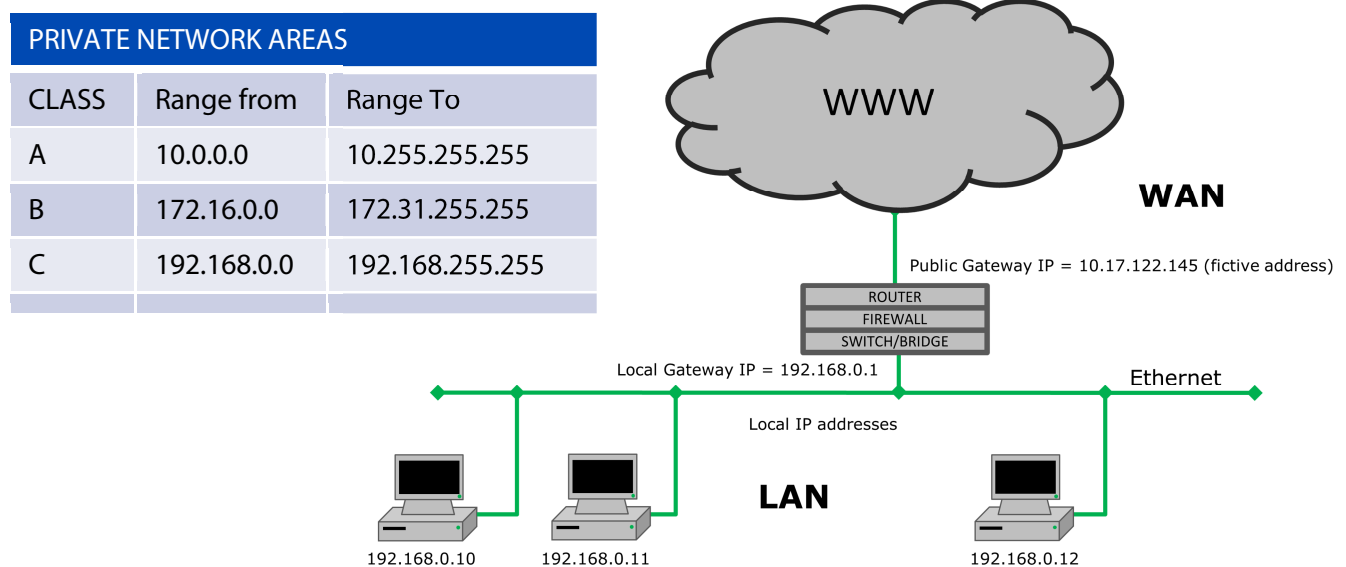 PRIVATE NETWORK AREAS
CLASS Range from Range To
A 10.0.0.0 10.255.255.255
B 172.16.0.0 172.31.255.255
C 192.168.0.0 192.168.255.255
WWW
WAN
Public Gateway IP = 10.17.122.145 (fictive address)
ROUTER
FIREWALL
SWITCH/BRIDGE
Local Gateway IP = 192.168.0.1
Ethernet
Local IP addresses
LAN
192.168.0.10
192.168.0.11
192.168.0.12